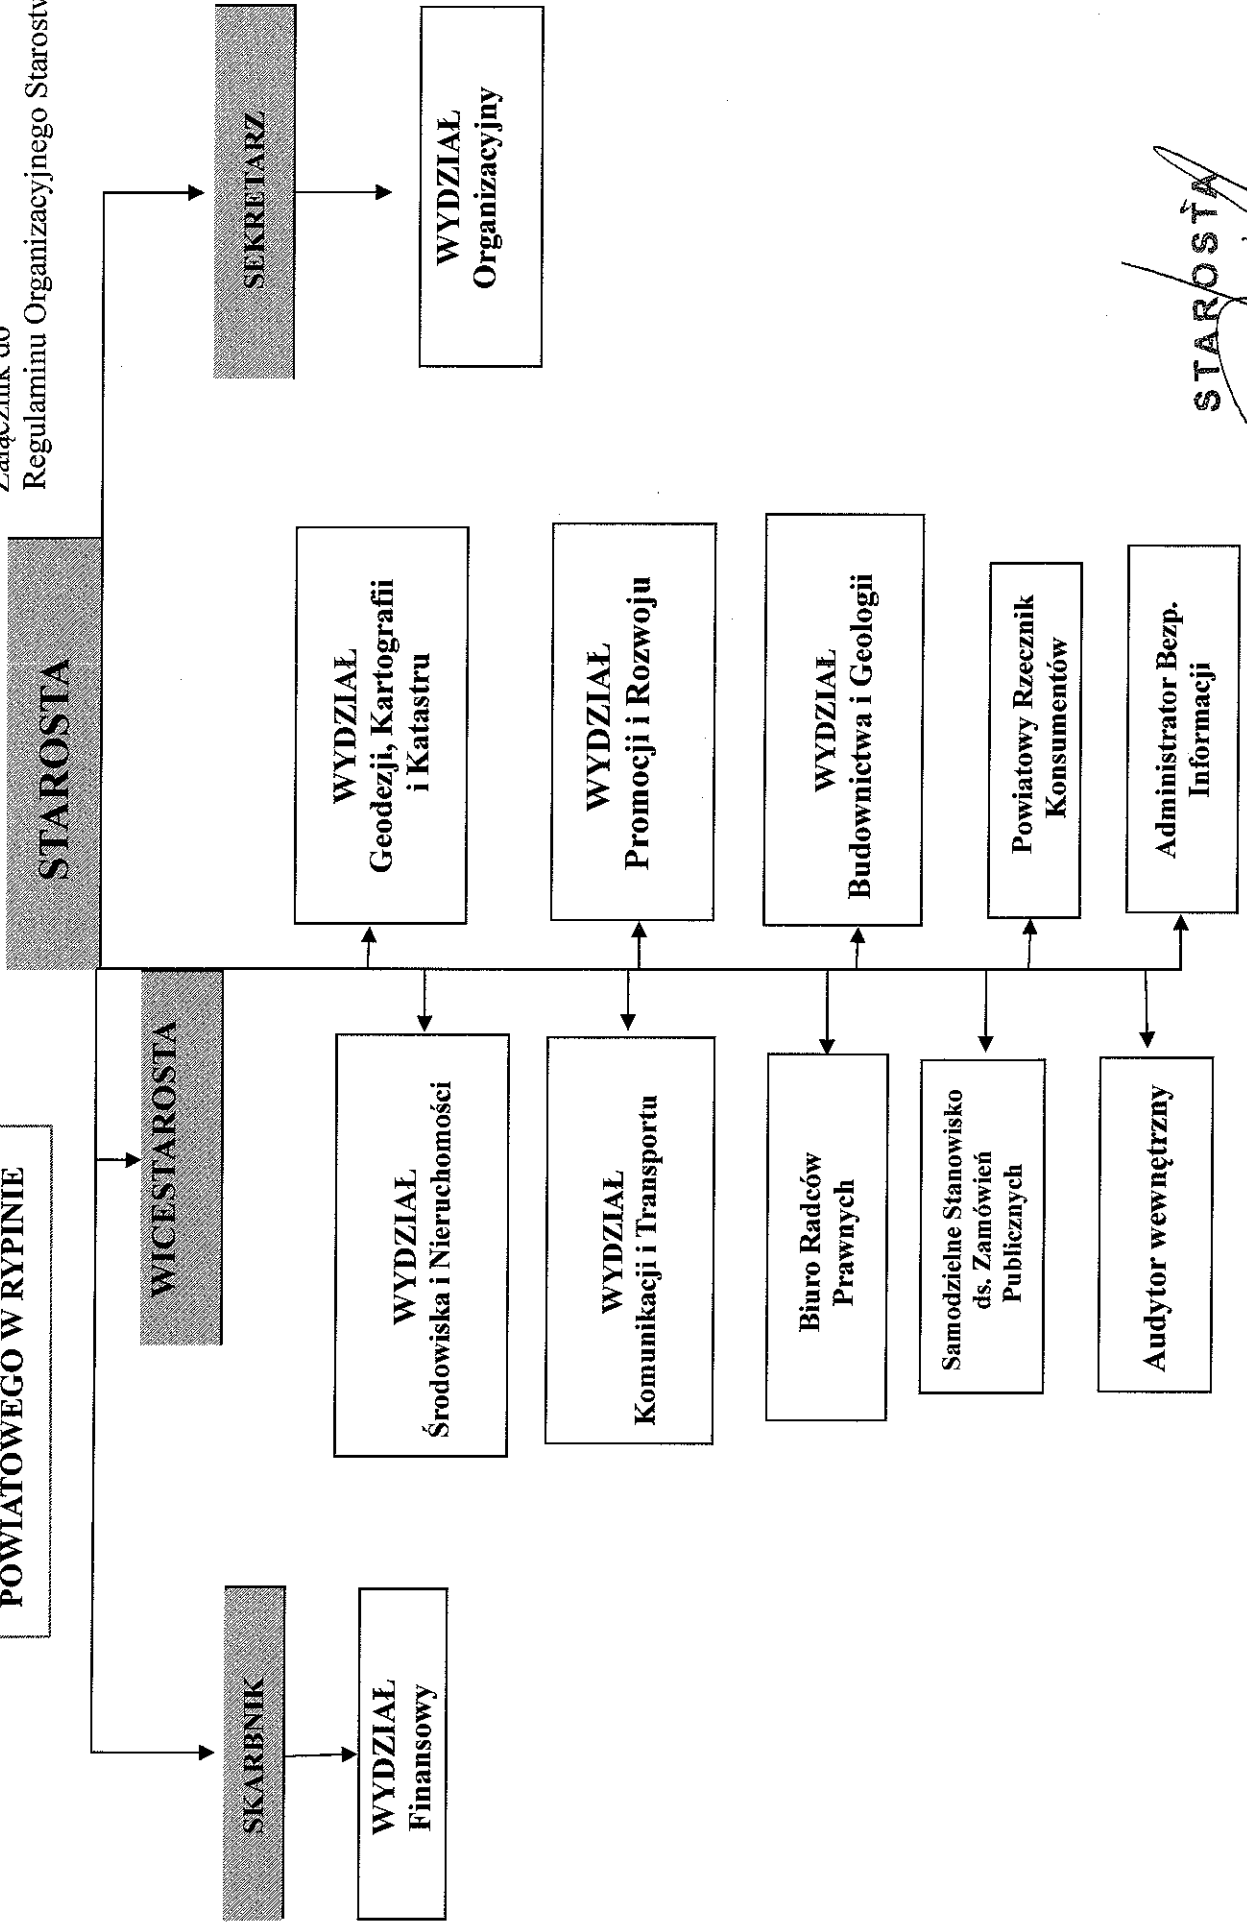 Załącznik do
Regulaminu Organizacyjnego Starostw
POWIATOWEGO W RYPINIE
STAROSTA
WICESTAROSTA
SKARBNIK
WYDZIAŁ
Finansowy
SEKRETARZ
WYDZIAŁ
Organizacyjny
WYDZIAŁ
Środowiska i Nieruchomości
WYDZIAŁ
Geodezji, Kartografii
i Katastru
WYDZIAŁ
Komunikacji i Transportu
WYDZIAŁ
Promocji i Rozwoju
Biuro Radców
Prawnych
WYDZIAŁ
Budownictwa i Geologii
Samodzielne Stanowisko
ds. Zamówień
Publicznych
Powiatowy Rzecznik
Konsumentów
Audytor wewnętrzny
Administrator Bezp.
Informacji
STAROSTA